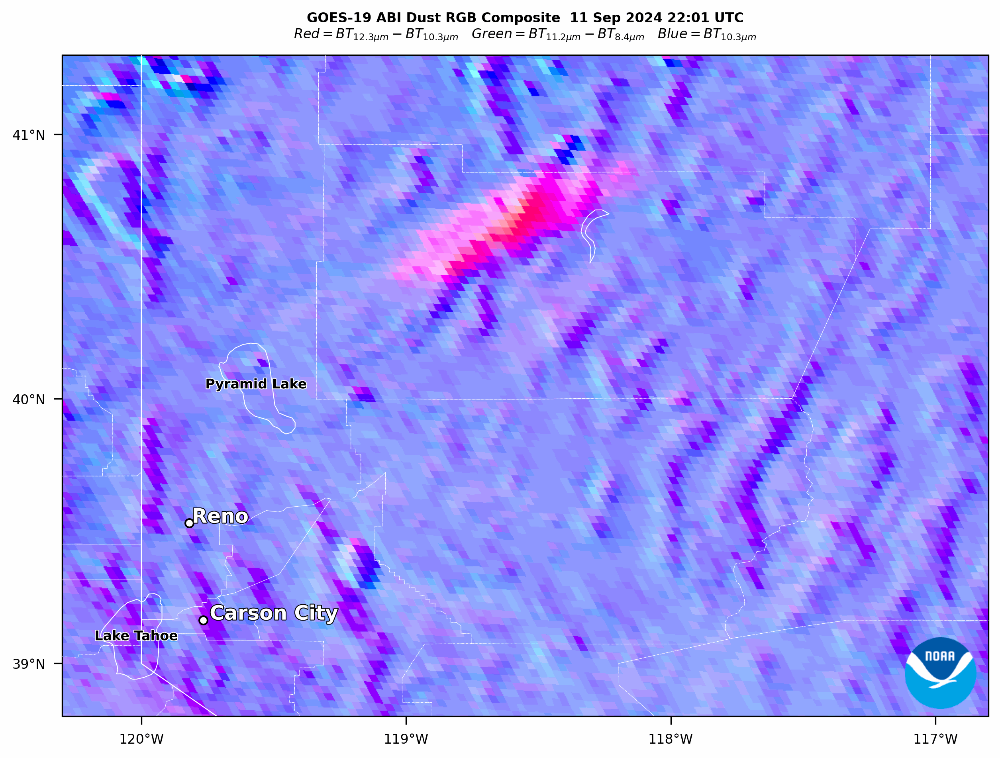 GOES-19 ABI Dust RGB Composite  11 Sep 2024 22:01 UTC
Red = BT12.3μm − BT10.3μm   Green = BT11.2μm − BT8.4μm   Blue = BT10.3μm
41°N
40°N
Pyramid Lake
Reno
Carson City
Lake Tahoe
39°N
NOAA
120°W
119°W
118°W
117°W